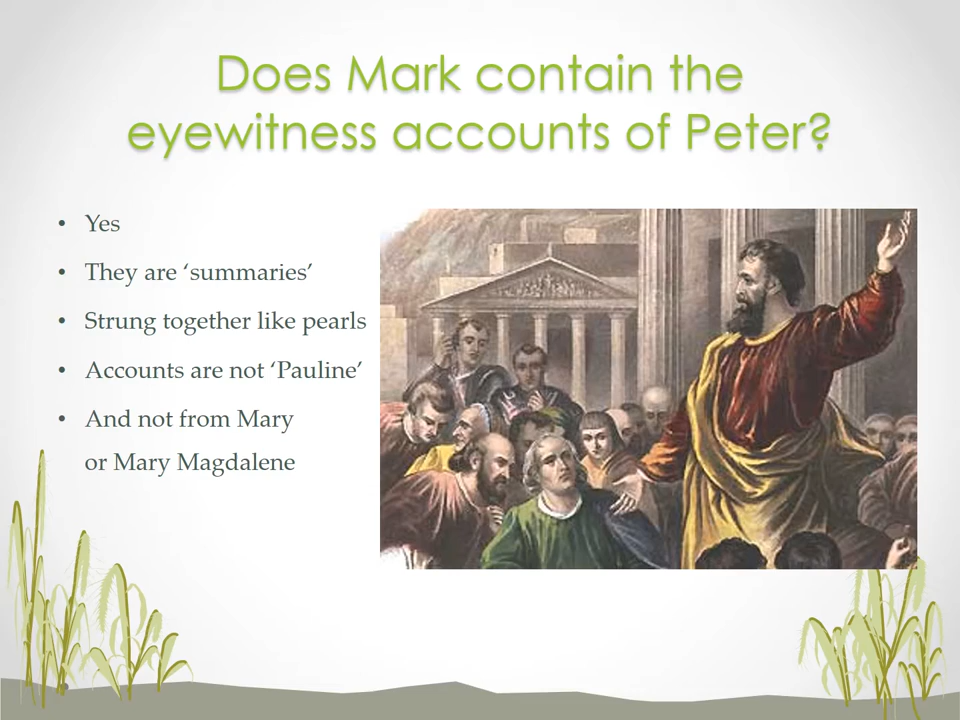 Does Mark contain the
eyewitness accounts of Peter?
• Yes
• They are ‘summaries’
• Strung together like pearls
• Accounts are not ‘Pauline’
• And not from Mary
or Mary Magdalene